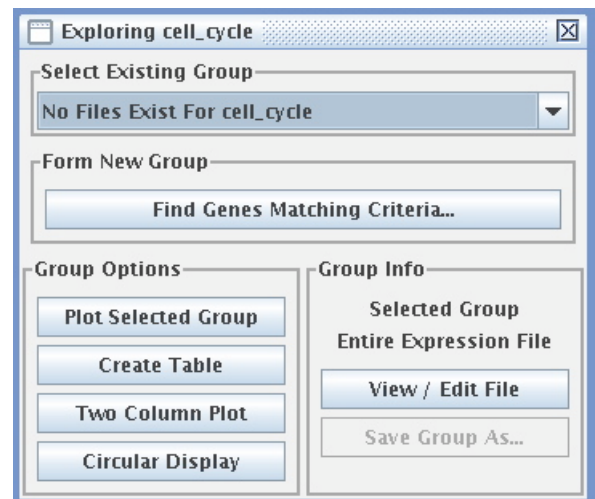 Exploring cell_cycle
Select Existing Group
No Files Exist For cell_cycle
Form New Group
Find Genes Matching Criteria...
Group Options
Plot Selected Group
Create Table
Two Column Plot
Circular Display
Group Info
Selected Group
Entire Expression File
View / Edit File
Save Group As...